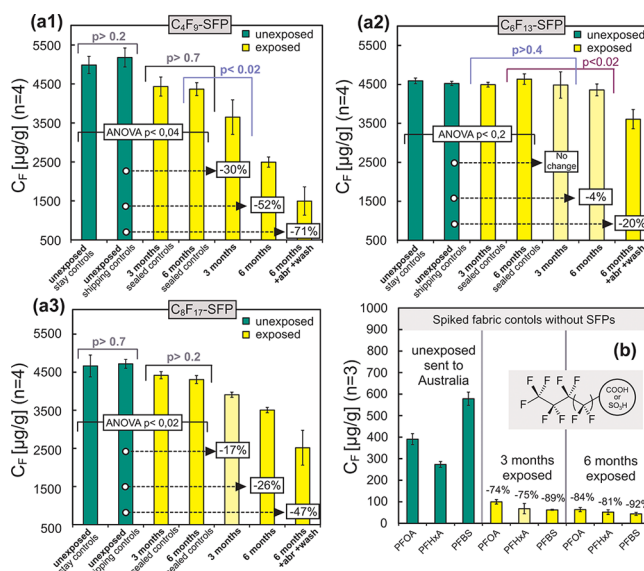 (a1)
C₄F₉-SFP
p> 0.2
unexposed
exposed
p> 0.7
p< 0.02
ANOVA p< 0,04
-30%
-52%
-71%
C_F [µg/g] (n=4)
5500
4500
3500
2500
1500
500
unexposed
stay controls
unexposed
shipping controls
3 months
sealed controls
6 months
sealed controls
3 months
6 months
6 months
+abr+wash
(a2)
C₆F₁₃-SFP
unexposed
exposed
p>0.4
p<0.02
ANOVA p< 0,2
No
change
-4%
-20%
C_F [µg/g] (n=4)
5500
4500
3500
2500
1500
500
unexposed
stay controls
unexposed
shipping controls
3 months
sealed controls
6 months
sealed controls
3 months
6 months
6 months
+abr+wash
(a3)
C₈F₁₇-SFP
p> 0.7
unexposed
exposed
p> 0.2
ANOVA p< 0,02
-17%
-26%
-47%
C_F [µg/g] (n=4)
5500
4500
3500
2500
1500
500
unexposed
stay controls
unexposed
shipping controls
3 months
sealed controls
6 months
sealed controls
3 months
6 months
6 months
+abr+wash
Spiked fabric contols without SFPs
(b)
unexposed
sent to
Australia
F F F F F F F F F
COOH
or
SO₃H
3 months
exposed
6 months
exposed
-74% -75% -89% -84% -81% -92%
C_F [µg/g] (n=3)
1000
900
800
700
600
500
400
300
200
100
0
PFOA PFHxA PFBS PFOA PFHxA PFBS PFOA PFHxA PFBS